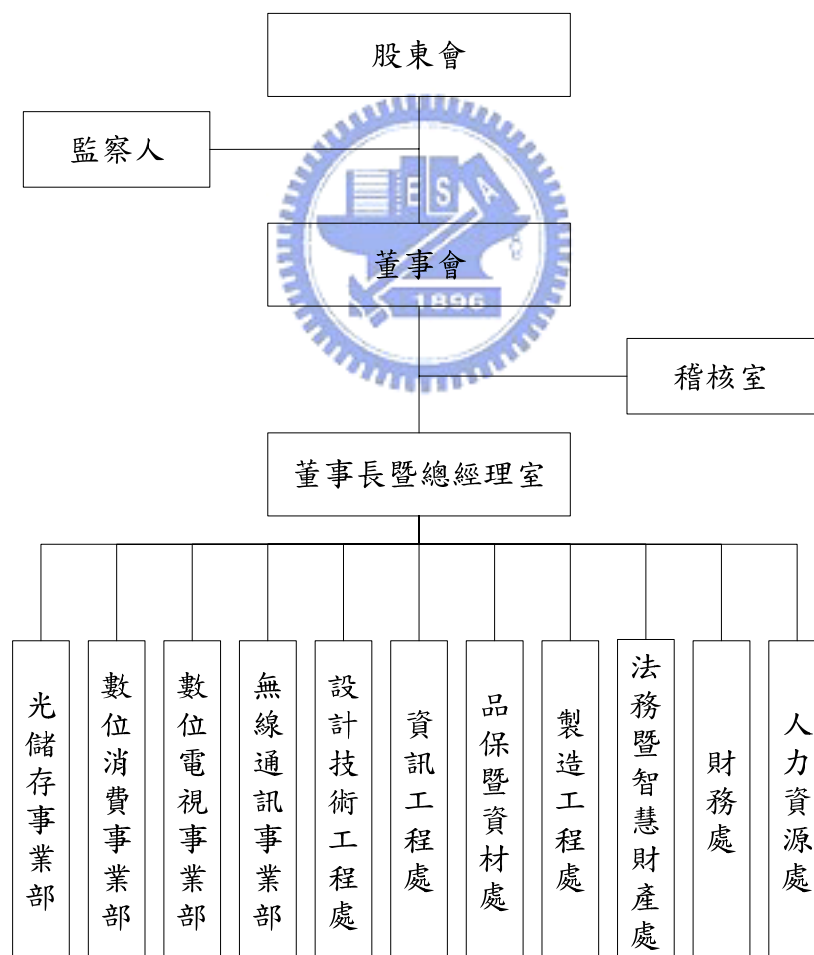 股東會
監察人
E S A
董事會
1896
稽核室
董事長暨總經理室
光儲存事業部
數位消費事業部
數位電視事業部
無線通訊事業部
設計技術工程處
資訊工程處
品保暨資材處
製造工程處
法務暨智慧財產處
財務處
人力資源處